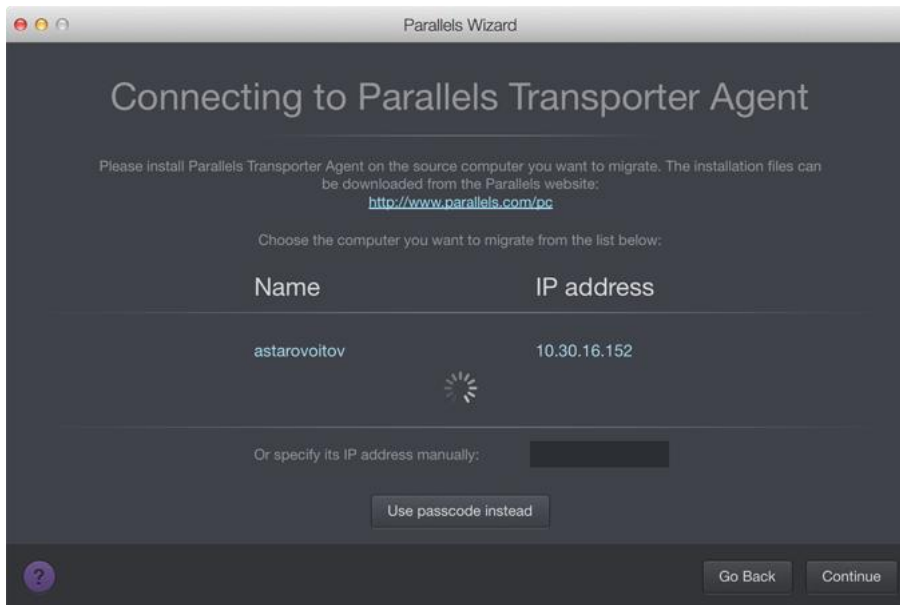 Parallels Wizard
Connecting to Parallels Transporter Agent
Please install Parallels Transporter Agent on the source computer you want to migrate. The installation files can
be downloaded from the Parallels website:
http://www.parallels.com/pc
Choose the computer you want to migrate from the list below:
Name IP address
astarovoitov 10.30.16.152
Or specify its IP address manually:
Use passcode instead
? Go Back Continue